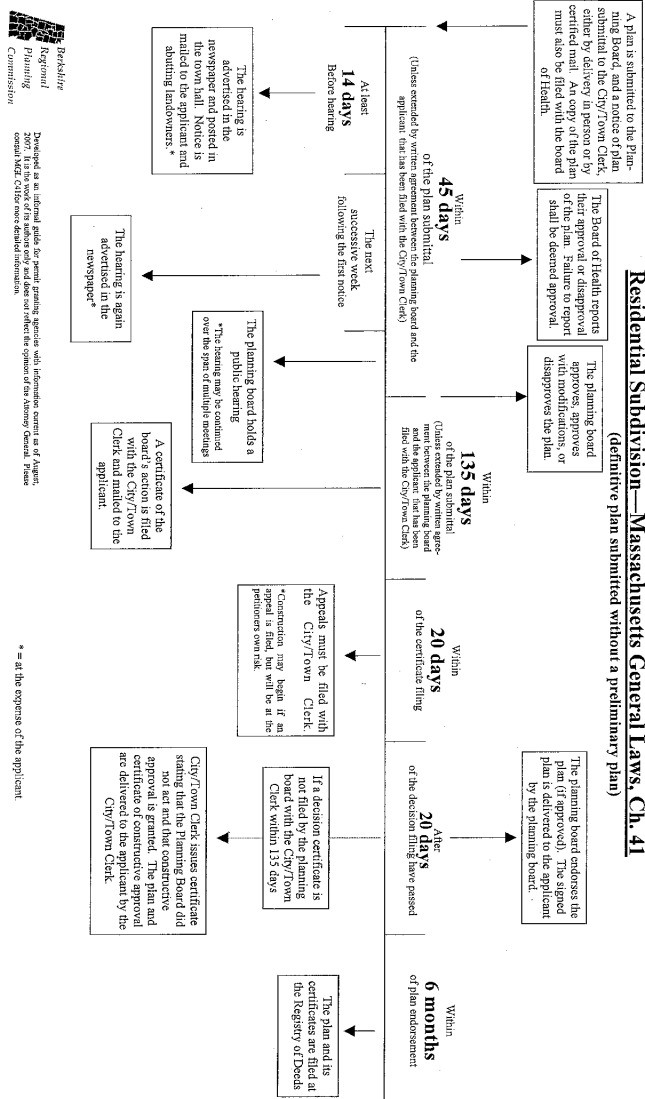 Residential Subdivision—Massachusetts General Laws, Ch. 41
(definitive plan submitted without a preliminary plan)
A plan is submitted to the Plan-
ning Board, and a notice of plan
submittal to the City/Town Clerk,
either by delivery in person or by
certified mail. An copy of the plan
must also be filed with the board
of Health.
The Board of Health reports
their approval or disapproval
of the plan. Failure to report
shall be deemed approval.
The planning board
approves, approves
with modifications, or
disapproves the plan.
The planning board endorses the
plan (if approved). The signed
plan is delivered to the applicant
by the planning board.
Within
45 days
of the plan submittal
(Unless extended by written agreement between the planning board and the
applicant that has been filed with the City/Town Clerk)
Within
135 days
of the plan submittal
(Unless extended by written agree-
ment between the planning board
and the applicant that has been
filed with the City/Town Clerk)
Within
20 days
of the certificate filing
After
20 days
of the decision filing have passed
Within
6 months
of plan endorsement
At least
14 days
Before hearing
The next
successive week
following the first notice
The hearing is
advertised in the
newspaper and posted in
the town hall. Notice is
mailed to the applicant and
abutting landowners. *
The hearing is again
advertised in the
newspaper*
The planning board holds a
public hearing
*The hearing may be continued
over the span of multiple meetings
A certificate of the
board's action is filed
with the City/Town
Clerk and mailed to the
applicant.
Appeals must be filed with
the City/Town Clerk.
*Construction may begin if an
appeal is filed, but will be at the
petitioners own risk.
If a decision certificate is
not filed by the planning
board with the City/Town
Clerk within 135 days
City/Town Clerk issues certificate
stating that the Planning Board did
not act and that constructive
approval is granted. The plan and
certificate of constructive approval
are delivered to the applicant by the
City/Town Clerk.
The plan and its
certificates are filed at
the Registry of Deeds
Berkshire
Regional
Planning
Commission
Developed as an informal guide for permit granting agencies with information current as of August,
2007. It is the work of its authors only and does not reflect the opinion of the Attorney General. Please
consult MGL C.41 for more detailed information.
* = at the expense of the applicant.